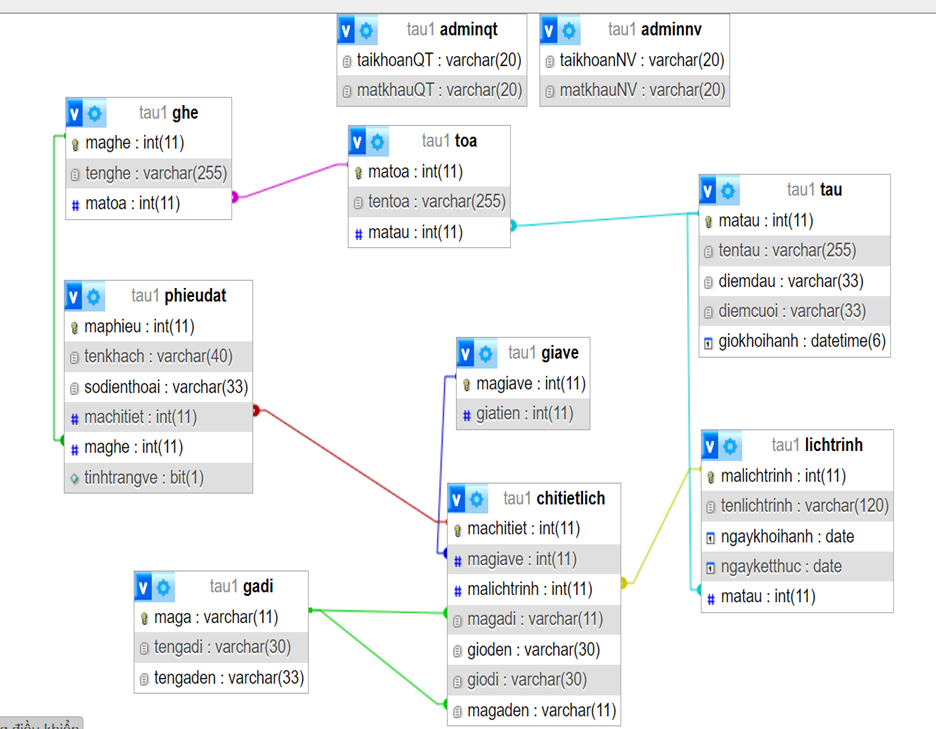 tau1 adminqt
taikhoanQT : varchar(20)
matkhauQT : varchar(20)
tau1 adminnv
taikhoanNV : varchar(20)
matkhauNV : varchar(20)
tau1 ghe
maghe : int(11)
tenghe : varchar(255)
# matoa : int(11)
tau1 toa
matoa : int(11)
tentoa : varchar(255)
# matau : int(11)
tau1 tau
matau : int(11)
tentau : varchar(255)
diemdau : varchar(33)
diemcuoi : varchar(33)
giokhoihanh : datetime(6)
tau1 phieudat
maphieu : int(11)
tenkhach : varchar(40)
sodienthoai : varchar(33)
# machitiet : int(11)
# maghe : int(11)
tinhtrangve : bit(1)
tau1 giave
magiave : int(11)
# giatien : int(11)
tau1 lichtrinh
malichtrinh : int(11)
tenlichtrinh : varchar(120)
ngaykhoihanh : date
ngayketthuc : date
# matau : int(11)
tau1 chitietlich
machitiet : int(11)
# magiave : int(11)
# malichtrinh : int(11)
magadi : varchar(11)
gioden : varchar(30)
giodi : varchar(30)
magaden : varchar(11)
tau1 gadi
maga : varchar(11)
tengadi : varchar(30)
tengaden : varchar(33)
điều khiển